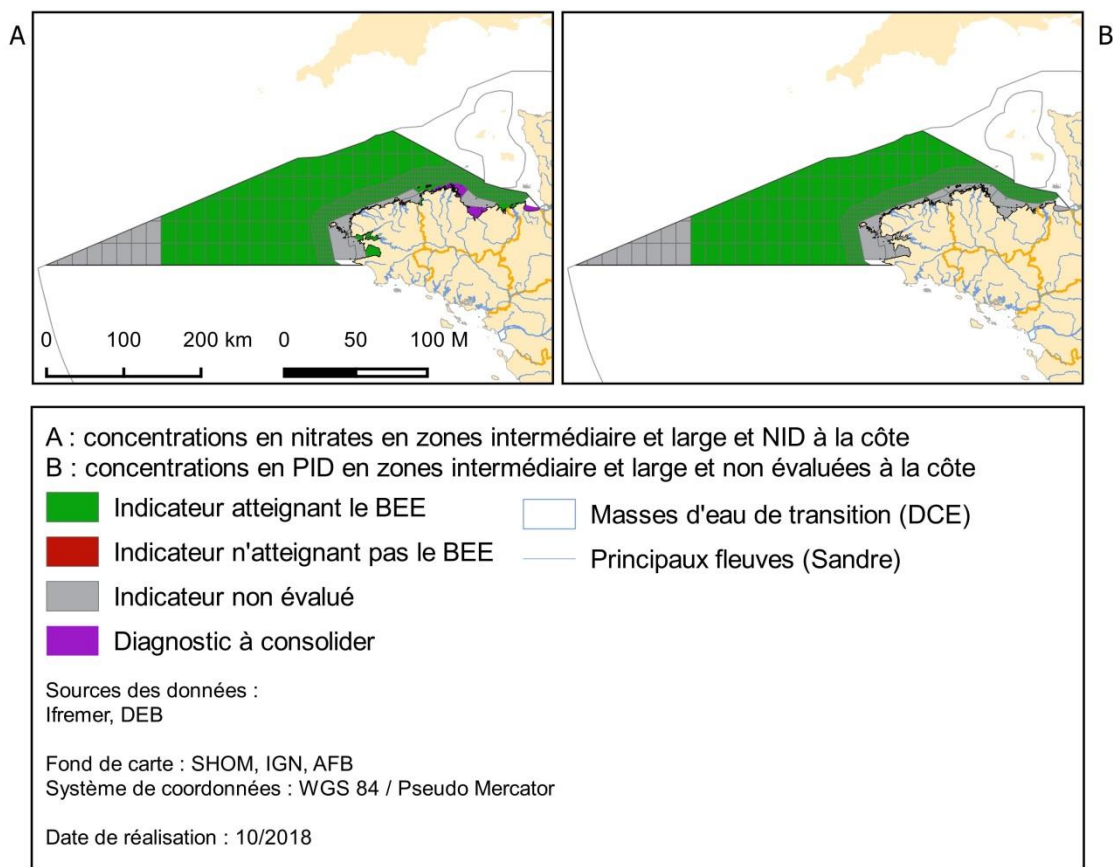 A
B
0 100 200 km 0 50 100 M
A : concentrations en nitrates en zones intermédiaire et large et NID à la côte
B : concentrations en PID en zones intermédiaire et large et non évaluées à la côte
Indicateur atteignant le BEE
Indicateur n'atteignant pas le BEE
Indicateur non évalué
Diagnostic à consolider
Masses d'eau de transition (DCE)
Principaux fleuves (Sandre)
Sources des données :
Ifremer, DEB
Fond de carte : SHOM, IGN, AFB
Système de coordonnées : WGS 84 / Pseudo Mercator
Date de réalisation : 10/2018